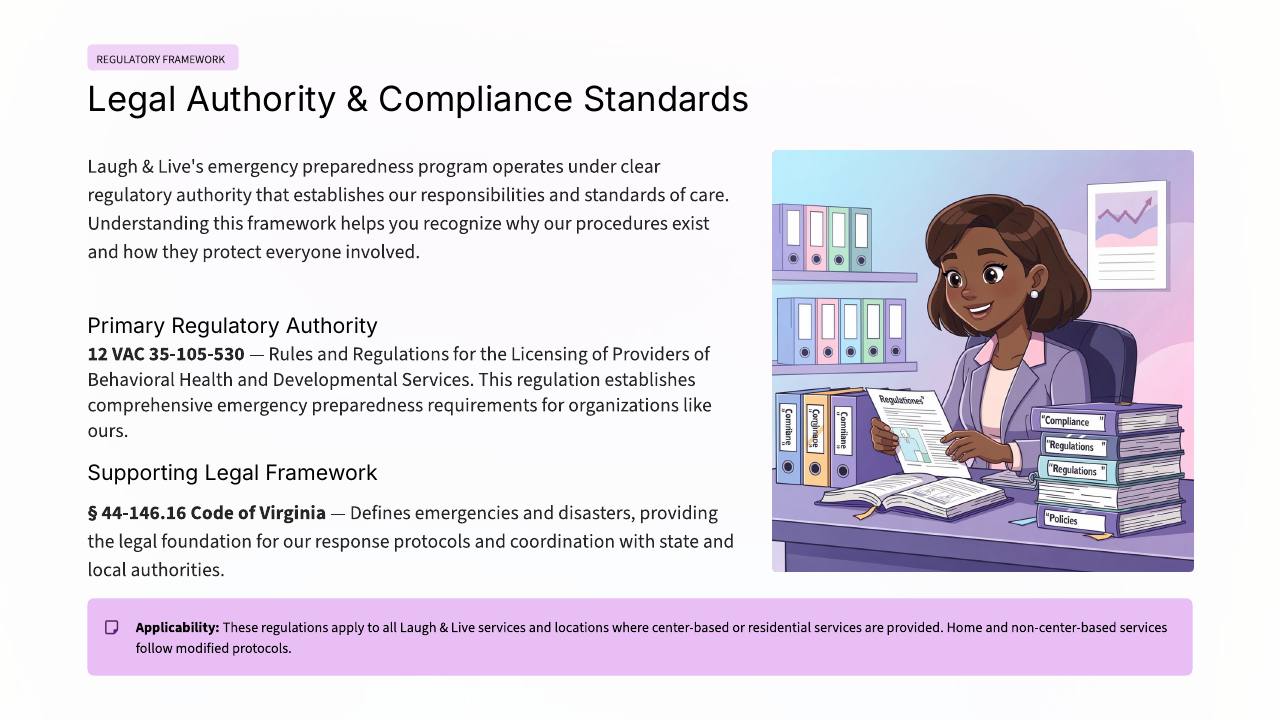 REGULATORY FRAMEWORK
Legal Authority & Compliance Standards
Laugh & Live's emergency preparedness program operates under clear
regulatory authority that establishes our responsibilities and standards of care.
Understanding this framework helps you recognize why our procedures exist
and how they protect everyone involved.
Primary Regulatory Authority
12 VAC 35-105-530 — Rules and Regulations for the Licensing of Providers of
Behavioral Health and Developmental Services. This regulation establishes
comprehensive emergency preparedness requirements for organizations like
ours.
Supporting Legal Framework
§ 44-146.16 Code of Virginia — Defines emergencies and disasters, providing
the legal foundation for our response protocols and coordination with state and
local authorities.
"Regulationes"
"Compliance "
"Regulations
"Regulations "
"Policies
Applicability: These regulations apply to all Laugh & Live services and locations where center-based or residential services are provided. Home and non-center-based services
follow modified protocols.